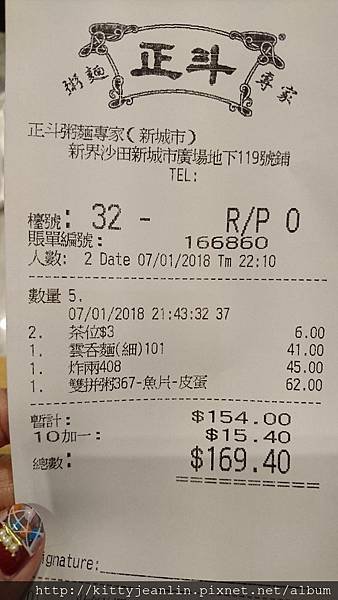 粥麵 正斗 專家
®
正斗粥麵專家(新城市)
新界沙田新城市廣場地下119號鋪
TEL:
檯號: 32 - R/P 0
賬單編號: 166860
人數: 2 Date 07/01/2018 Tm 22:10
數量 5.
07/01/2018 21:43:32 37
2. 茶位$3 6.00
1. 雲吞麵(細)101 41.00
1. 炸兩408 45.00
1. 雙拼粥367-魚片-皮蛋 62.00
暫計: $154.00
10加一: $15.40
總數: $169.40
ignature:
http://kittyjeanlin.pixnet.net/album